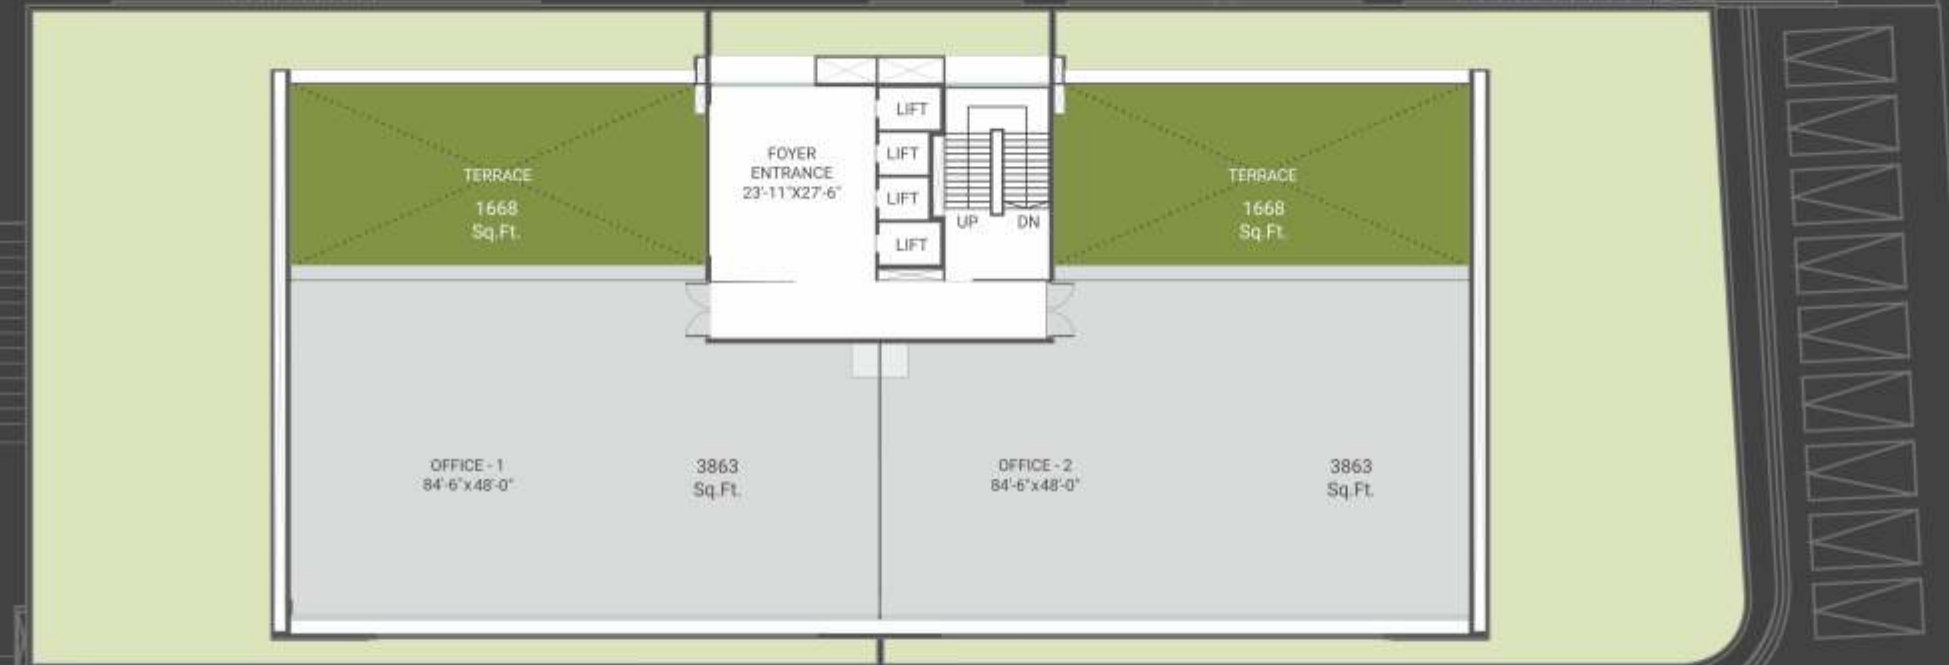 TERRACE
1668
Sq.Ft.
FOYER
ENTRANCE
23'-11"X27'-6"
LIFT
LIFT
LIFT
LIFT
UP
DN
TERRACE
1668
Sq.Ft.
OFFICE - 1
84'-6"x48'-0"
3863
Sq.Ft.
OFFICE - 2
84'-6"x48'-0"
3863
Sq.Ft.